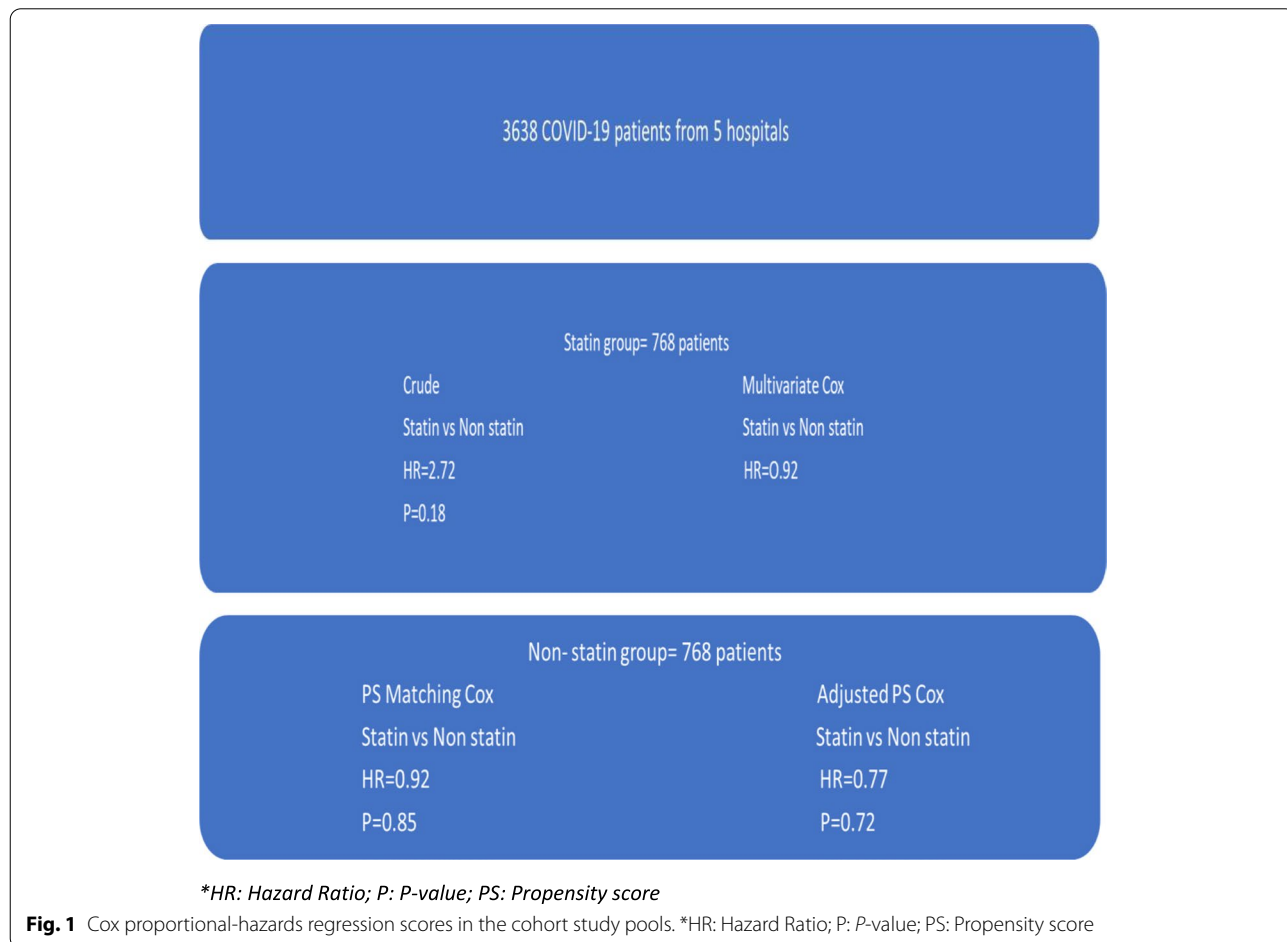 3638 COVID-19 patients from 5 hospitals
Statin group= 768 patients
Crude
Statin vs Non statin
HR=2.72
P=0.18
Multivariate Cox
Statin vs Non statin
HR=O.92
Non- statin group= 768 patients
PS Matching Cox
Statin vs Non statin
HR=0.92
P=0.85
Adjusted PS Cox
Statin vs Non statin
HR=0.77
P=0.72
*HR: Hazard Ratio; P: P-value; PS: Propensity score
Fig. 1 Cox proportional-hazards regression scores in the cohort study pools. *HR: Hazard Ratio; P: P-value; PS: Propensity score